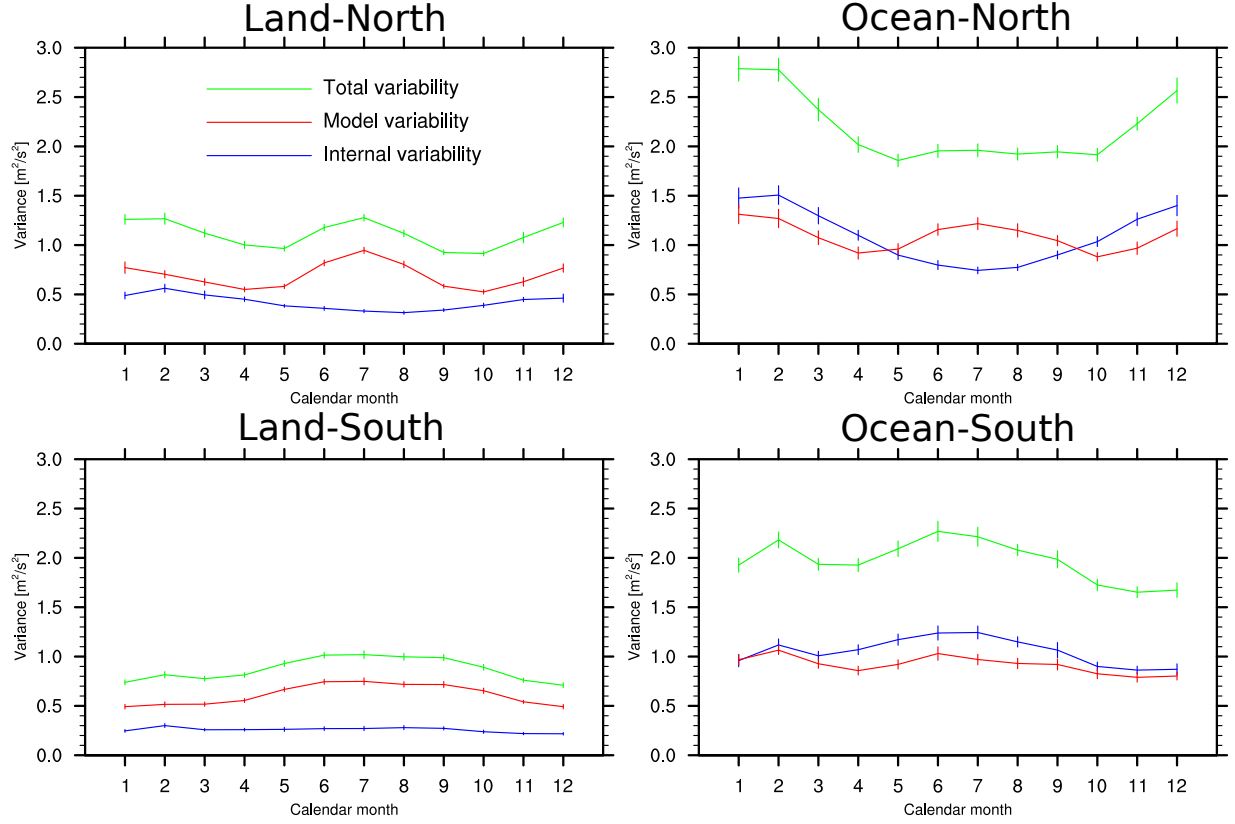 Land-North
Ocean-North
3.0
2.5
2.0
1.5
1.0
0.5
0.0
Variance [m²/s²]
Total variability
Model variability
Internal variability
1 2 3 4 5 6 7 8 9 10 11 12
Calendar month
3.0
2.5
2.0
1.5
1.0
0.5
0.0
Variance [m²/s²]
1 2 3 4 5 6 7 8 9 10 11 12
Calendar month
Land-South
Ocean-South
3.0
2.5
2.0
1.5
1.0
0.5
0.0
Variance [m²/s²]
1 2 3 4 5 6 7 8 9 10 11 12
Calendar month
3.0
2.5
2.0
1.5
1.0
0.5
0.0
Variance [m²/s²]
1 2 3 4 5 6 7 8 9 10 11 12
Calendar month